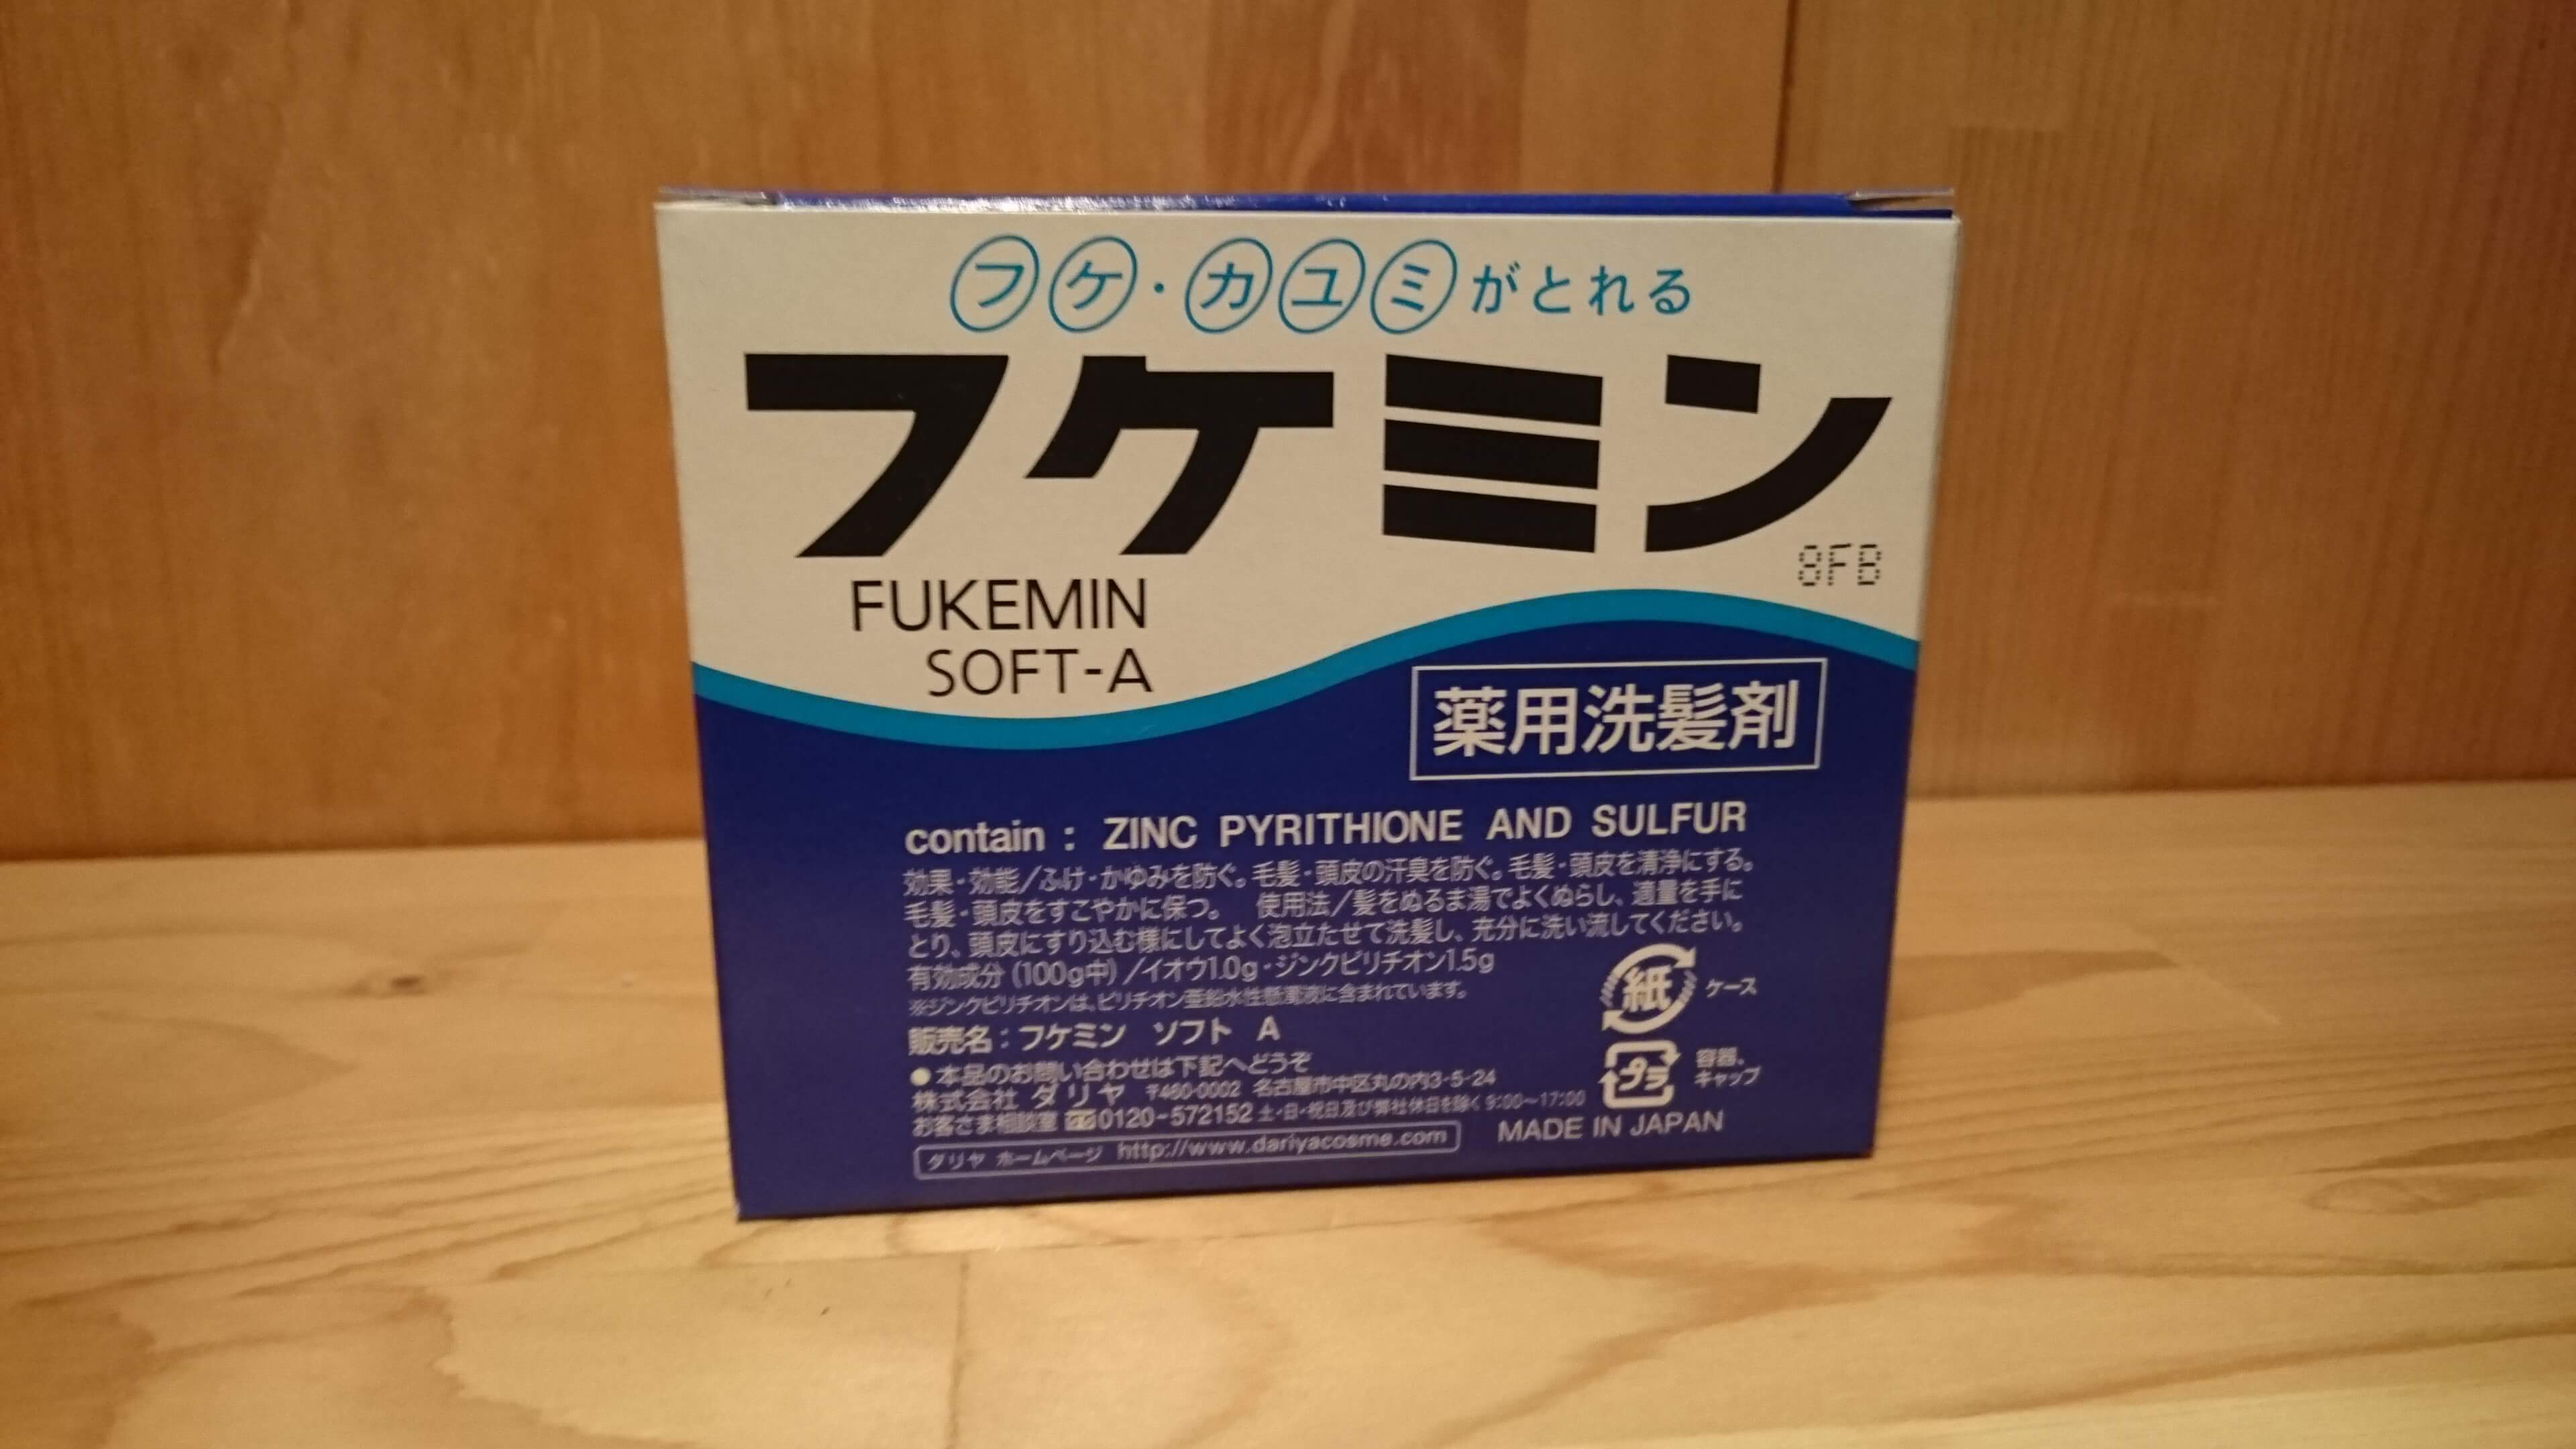 フケ・カユミがとれる
フケミン
8FB
FUKEMIN
SOFT-A
薬用洗髪剤
contain : ZINC PYRITHIONE AND SULFUR
効果・効能/ふけ・かゆみを防ぐ。毛髪・頭皮の汗臭を防ぐ。毛髪・頭皮を清浄にする。
毛髪・頭皮をすこやかに保つ。 使用法/髪をぬるま湯でよくぬらし、適量を手に
とり、頭皮にすり込む様にしてよく泡立たせて洗髪し、充分に洗い流してください。
有効成分(100g中)/イオウ1.0g・ジンクピリチオン1.5g
※ジンクピリチオンは、ピリチオン亜鉛水性懸濁液に含まれています。
販売名:フケミン ソフト A
●本品のお問い合わせは下記へどうぞ
株式会社 ダリヤ 〒460-0002 名古屋市中区丸の内3-5-24
お客さま相談室 0120-572152 土・日・祝日及び弊社休日を除く 9:00~17:00
ダリヤ ホームページ http://www.dariyacosme.com
紙 ケース
プラ 容器、
キャップ
MADE IN JAPAN